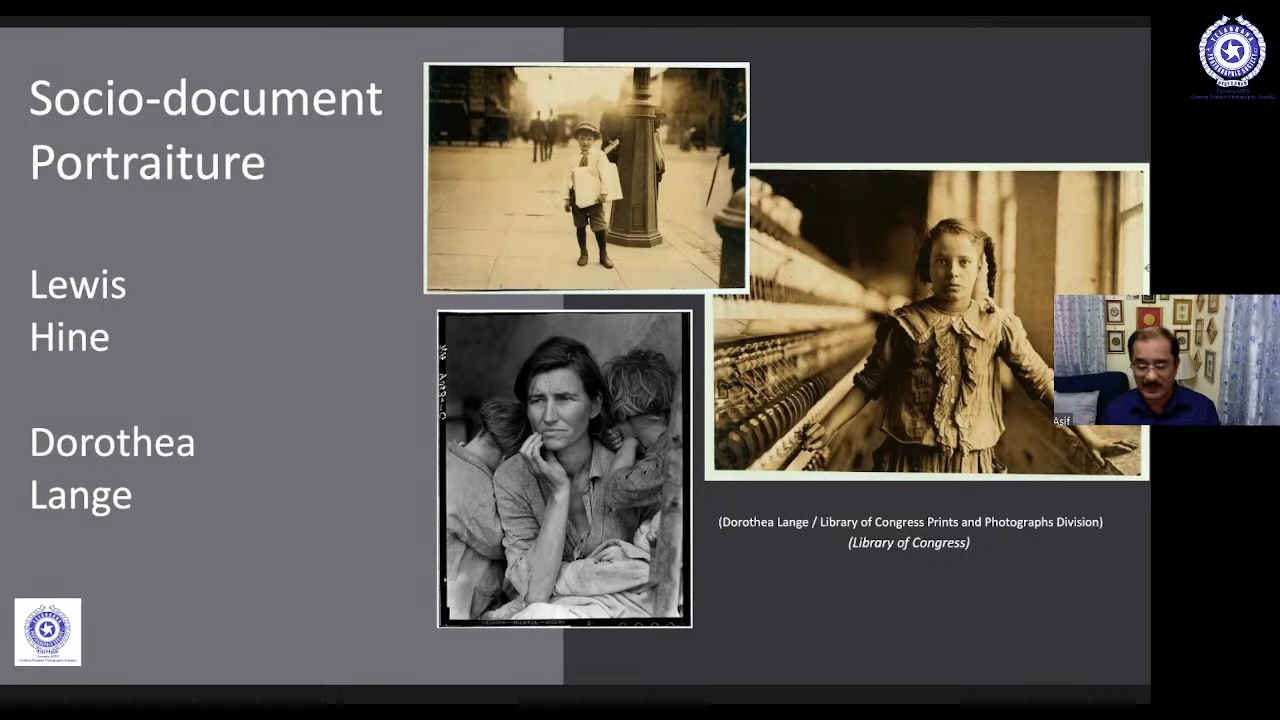 Socio-document
Portraiture
Lewis
Hine
Dorothea
Lange
(Dorothea Lange / Library of Congress Prints and Photographs Division)
(Library of Congress)
Asif
TELANGANA